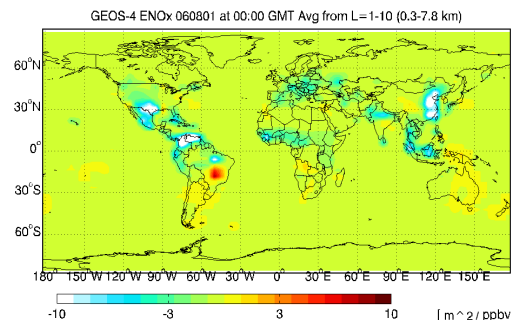 GEOS-4 ENOx 060801 at 00:00 GMT Avg from L=1-10 (0.3-7.8 km)
60°N
30°N
0°
30°S
60°S
180 150°W 120°W 90°W 60°W 30°W 0° 30°E 60°E 90°E 120°E 150°E 180
-10 -3 3 10 [ m^2/ ppbv